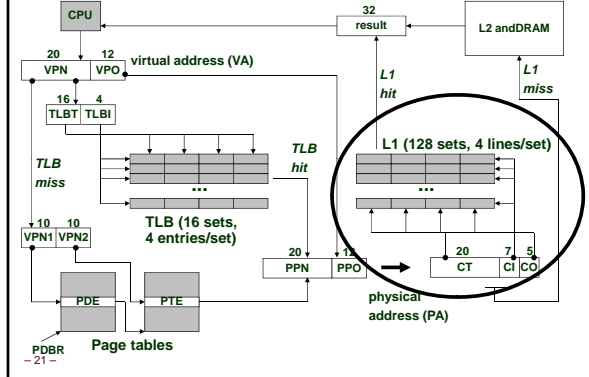 CPU
32
result
L2 andDRAM
20 12
VPN VPO
virtual address (VA)
L1
hit
L1
miss
16 4
TLBT TLBI
TLB
miss
TLB
hit
L1 (128 sets, 4 lines/set)
...
...
TLB (16 sets,
4 entries/set)
10 10
VPN1 VPN2
20 12
PPN PPO
20 7 5
CT CI CO
physical
address (PA)
PDE
PTE
PDBR
Page tables
– 21 –